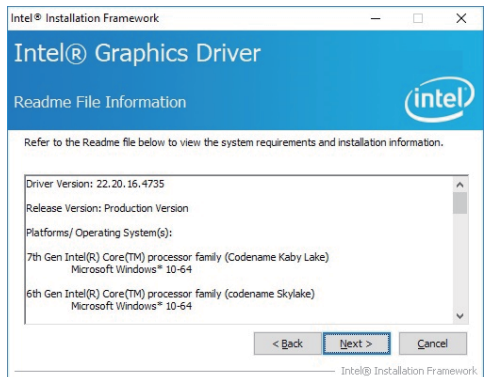 Intel® Installation Framework
Intel® Graphics Driver
Readme File Information
intel
Refer to the Readme file below to view the system requirements and installation information.
Driver Version: 22.20.16.4735
Release Version: Production Version
Platforms/ Operating System(s):
7th Gen Intel(R) Core(TM) processor family (Codename Kaby Lake)
Microsoft Windows* 10-64
6th Gen Intel(R) Core(TM) processor family (codename Skylake)
Microsoft Windows* 10-64
< Back Next > Cancel
Intel® Installation Framework